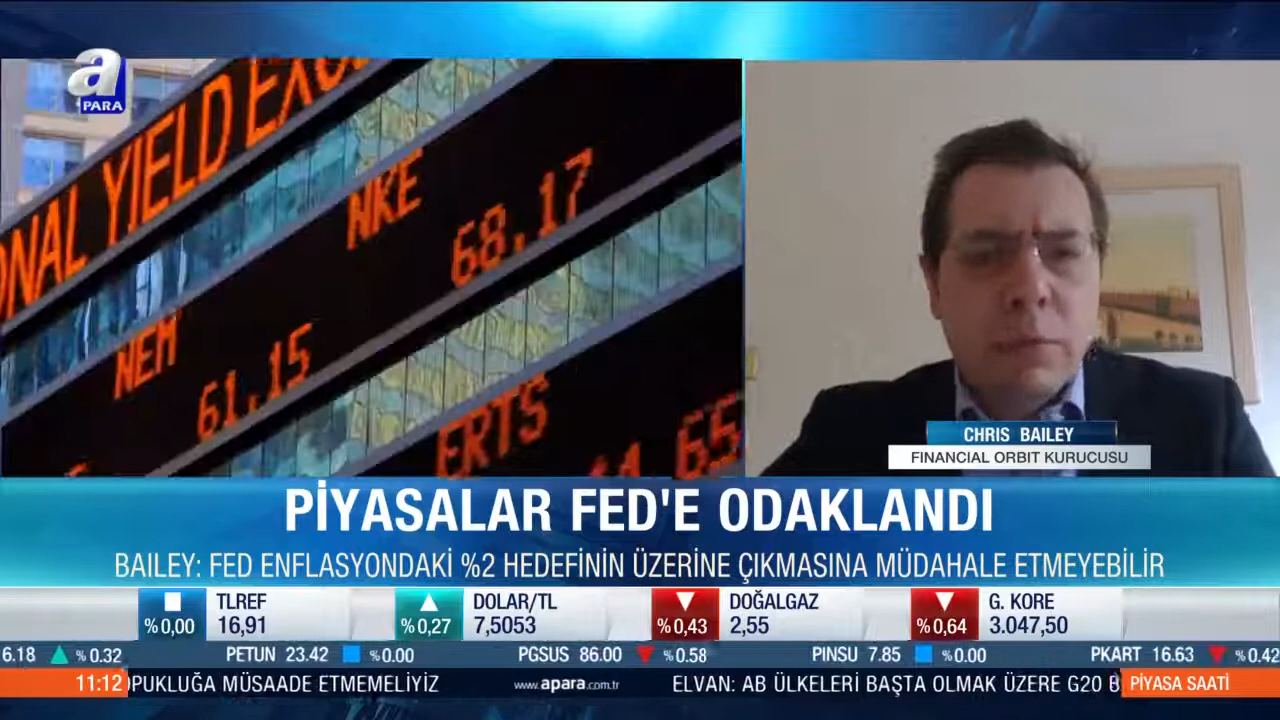 a
PARA
ONAL YIELD
NKE 68.17
NEM 61.15
ERTS
CHRIS BAILEY
FINANCIAL ORBIT KURUCUSU
PİYASALAR FED'E ODAKLANDI
BAILEY: FED ENFLASYONDAKİ %2 HEDEFİNİN ÜZERİNE ÇIKMASINA MÜDAHALE ETMEYEBİLİR
%0,00 TLREF 16,91
%0,27 DOLAR/TL 7,5053
%0,43 DOĞALGAZ 2,55
%0,64 G. KORE 3.047,50
6.18 %0.32 PETUN 23.42 %0.00 PGSUS 86.00 %0.58 PINSU 7.85 %0.00 PKART 16.63 %0.42
11:12 OPUKLUĞA MÜSAADE ETMEMELİYİZ www.apara.com.tr ELVAN: AB ÜLKELERİ BAŞTA OLMAK ÜZERE G20 B PİYASA SAATİ